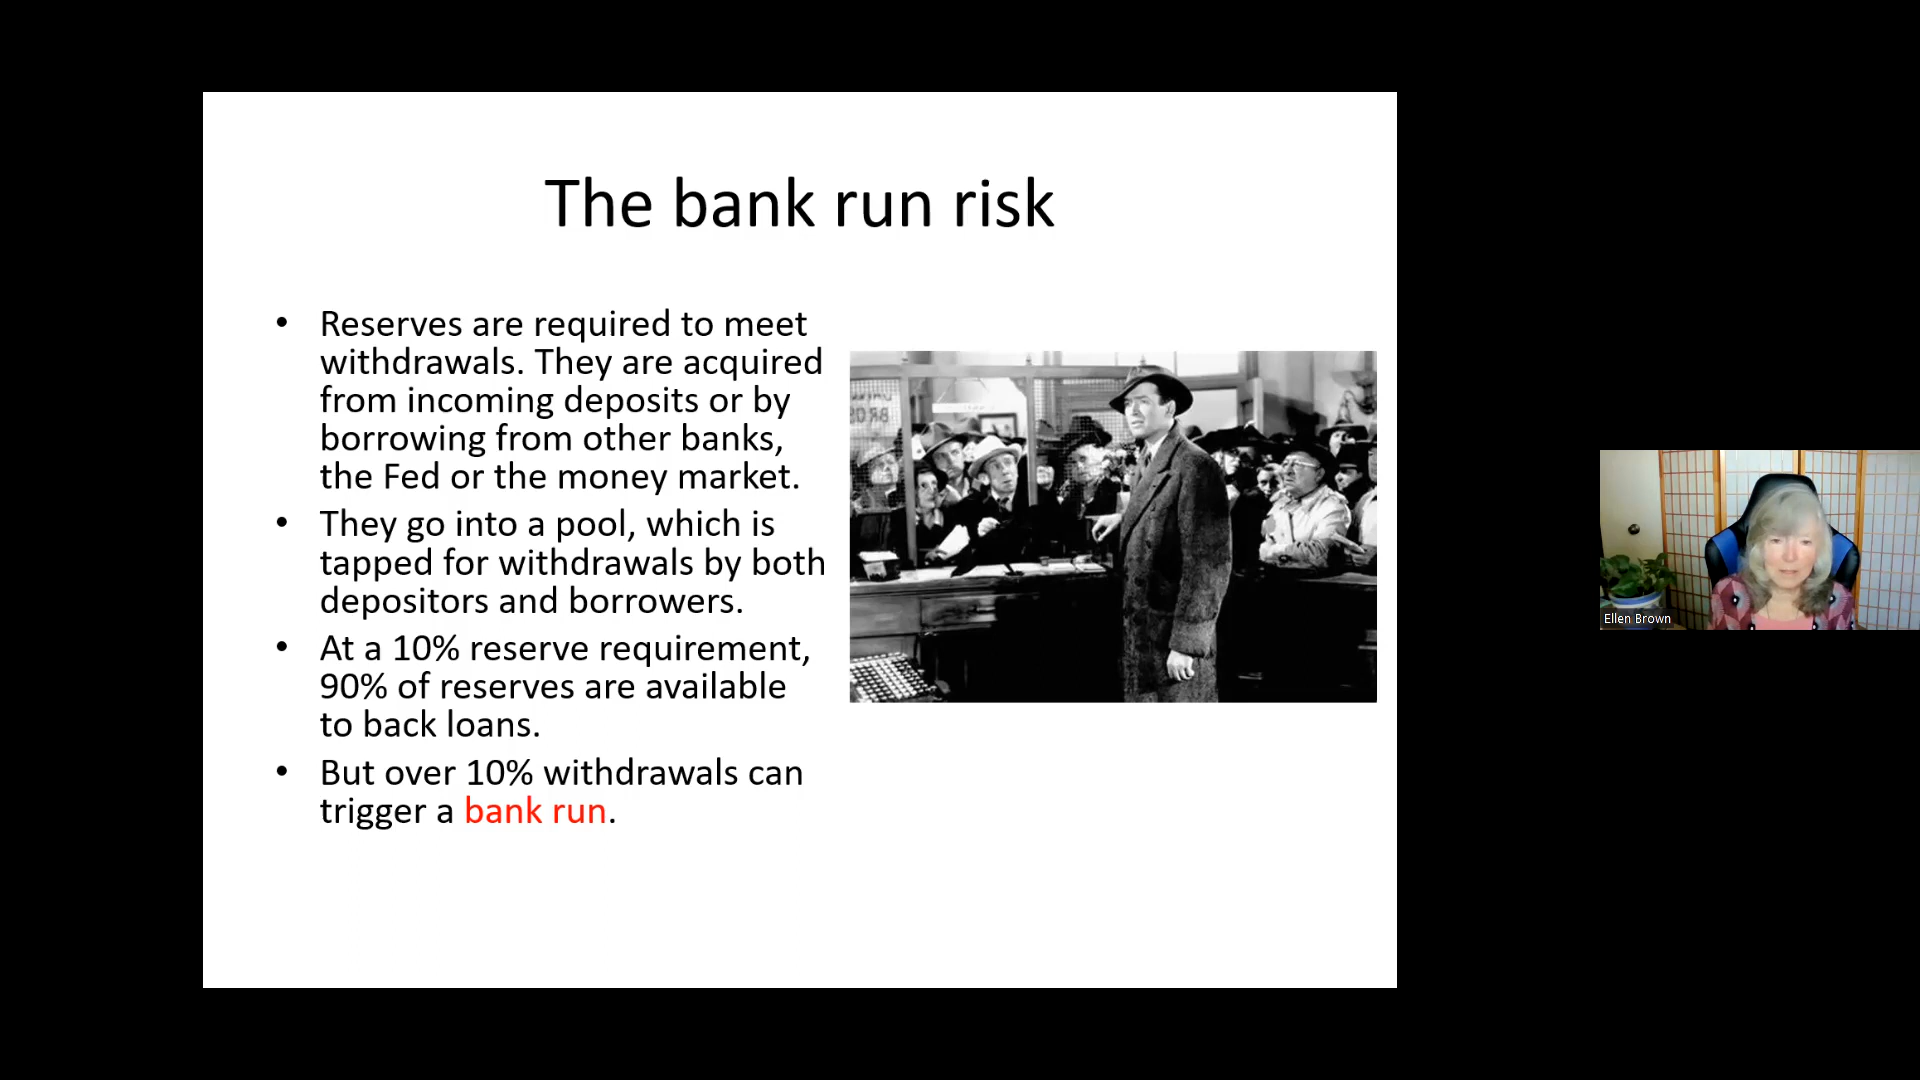 The bank run risk
• Reserves are required to meet
withdrawals. They are acquired
from incoming deposits or by
borrowing from other banks,
the Fed or the money market.
• They go into a pool, which is
tapped for withdrawals by both
depositors and borrowers.
• At a 10% reserve requirement,
90% of reserves are available
to back loans.
• But over 10% withdrawals can
trigger a bank run.
Ellen Brown